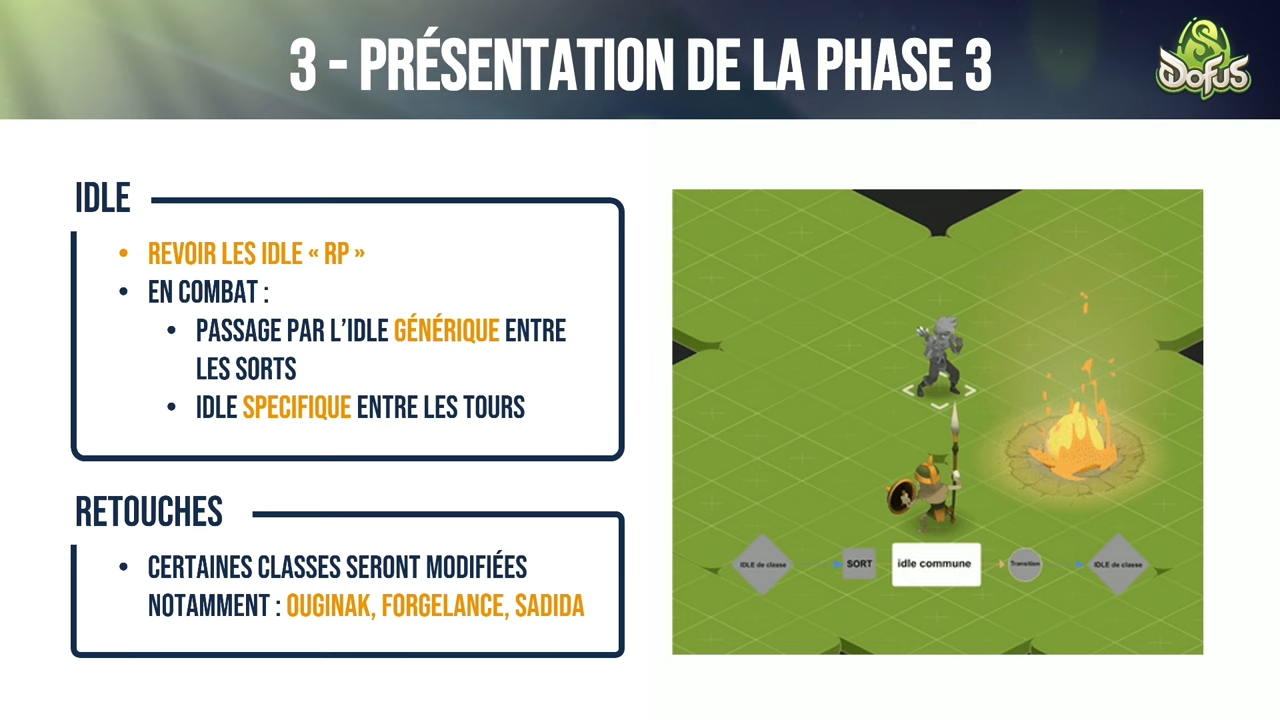 3 - PRÉSENTATION DE LA PHASE 3
DOFUS
IDLE
• REVOIR LES IDLE « RP »
• EN COMBAT :
• PASSAGE PAR L'IDLE GÉNÉRIQUE ENTRE
LES SORTS
• IDLE SPECIFIQUE ENTRE LES TOURS
RETOUCHES
• CERTAINES CLASSES SERONT MODIFIÉES
NOTAMMENT : OUGINAK, FORGELANCE, SADIDA
IDLE de classe
SORT
idle commune
Transition
IDLE de classe